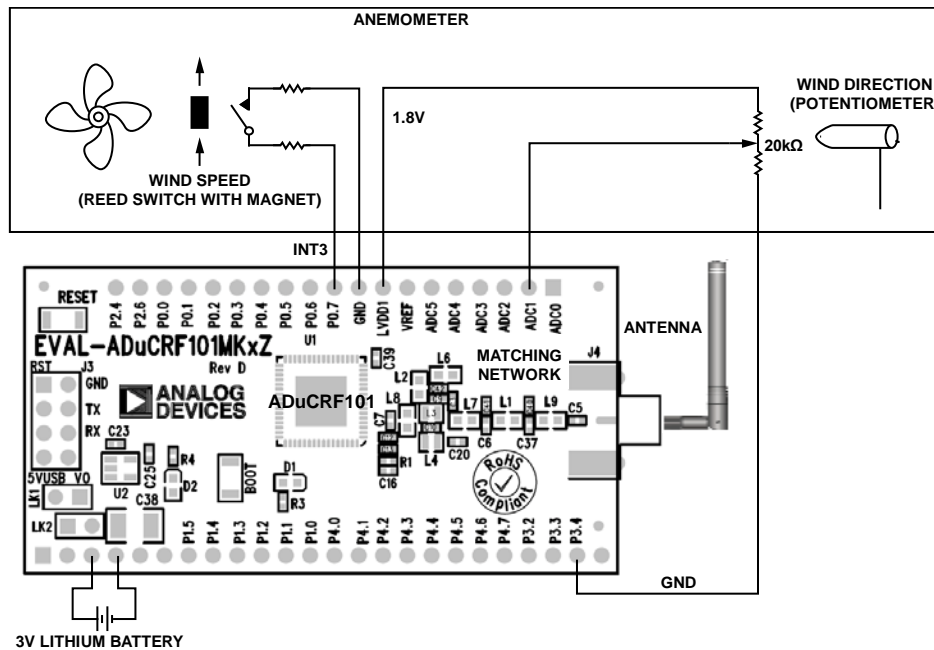 ANEMOMETER
WIND DIRECTION
(POTENTIOMETER
1.8V
20kΩ
WIND SPEED
(REED SWITCH WITH MAGNET)
INT3
RESET
P2.4
P2.6
P0.0
P0.1
P0.2
P0.3
P0.4
P0.5
P0.6
P0.7
GND
LVDD1
VREF
ADC5
ADC4
ADC3
ADC2
ADC1
ADC0
ANTENNA
U1
EVAL-ADuCRF101MKxZ
Rev D
C39
L6
MATCHING
NETWORK
J4
RST
J3
GND
TX
RX
ANALOG
DEVICES
ADuCRF101
L2
L8
L3
L7
L1
L9
C5
C7
C6
C37
C23
C25
R4
L4
C20
R1
C16
RoHS
Compliant
5VUSB VO
U2
D2
BOOT
D1
R3
LK1
C38
LK2
P1.5
P1.4
P1.3
P1.2
P1.1
P1.0
P4.0
P4.1
P4.2
P4.3
P4.4
P4.5
P4.6
P4.7
P3.2
P3.3
P3.4
GND
3V LITHIUM BATTERY